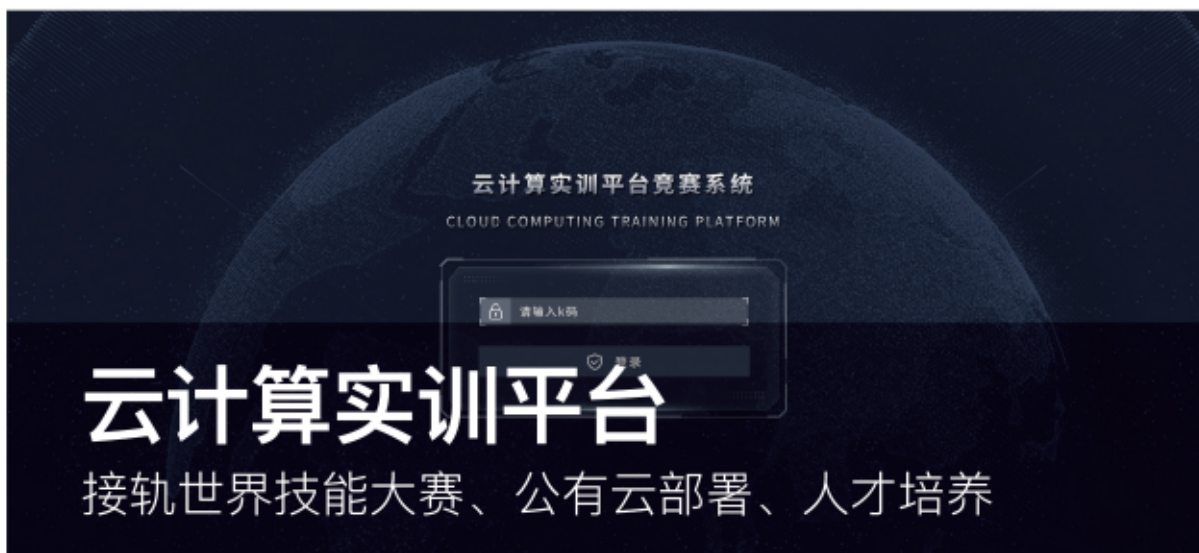 云计算实训平台竞赛系统
CLOUD COMPUTING TRAINING PLATFORM
请输入k码
登录
云计算实训平台
接轨世界技能大赛、公有云部署、人才培养